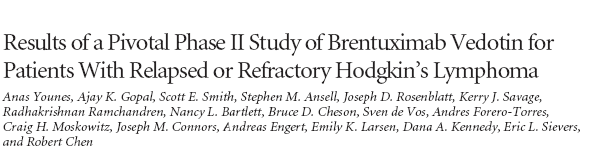 Results of a Pivotal Phase II Study of Brentuximab Vedotin for
Patients With Relapsed or Refractory Hodgkin's Lymphoma
Anas Younes, Ajay K. Gopal, Scott E. Smith, Stephen M. Ansell, Joseph D. Rosenblatt, Kerry J. Savage,
Radhakrishnan Ramchandren, Nancy L. Bartlett, Bruce D. Cheson, Sven de Vos, Andres Forero-Torres,
Craig H. Moskowitz, Joseph M. Connors, Andreas Engert, Emily K. Larsen, Dana A. Kennedy, Eric L. Sievers,
and Robert Chen